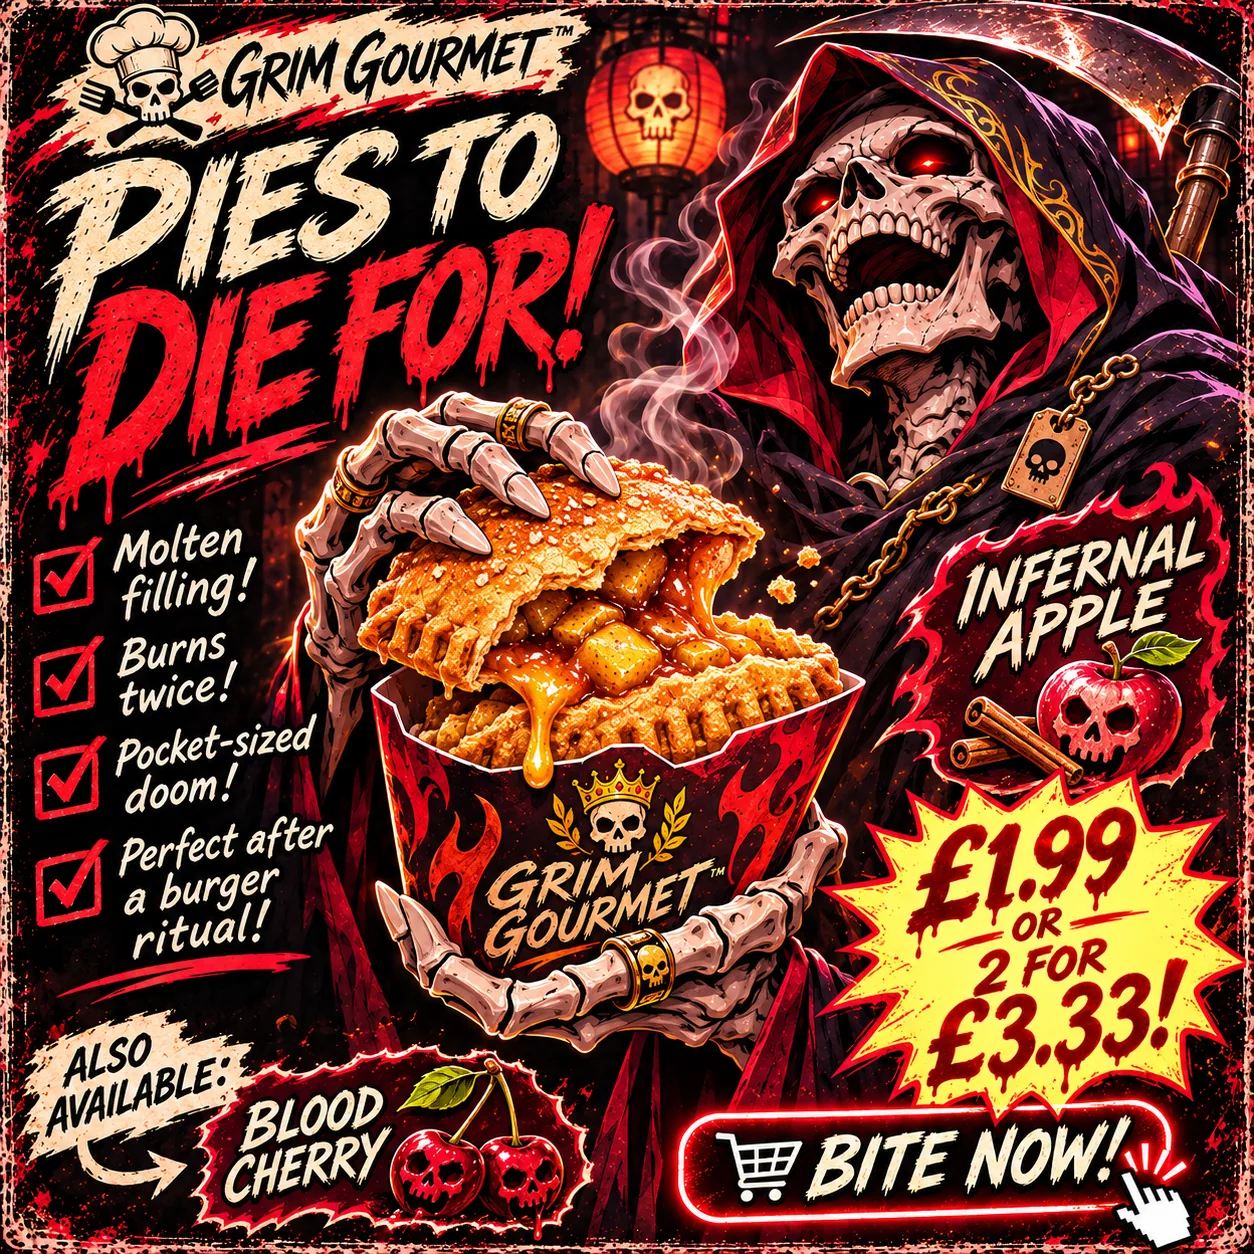 GRIM GOURMET™
PIES TO
DIE FOR!
Molten
filling!
Burns
twice!
Pocket-sized
doom!
Perfect after
a burger
ritual!
INFERNAL
APPLE
GRIM
GOURMET™
£1.99
OR
2 FOR
£3.33!
ALSO
AVAILABLE:
BLOOD
CHERRY
BITE NOW!